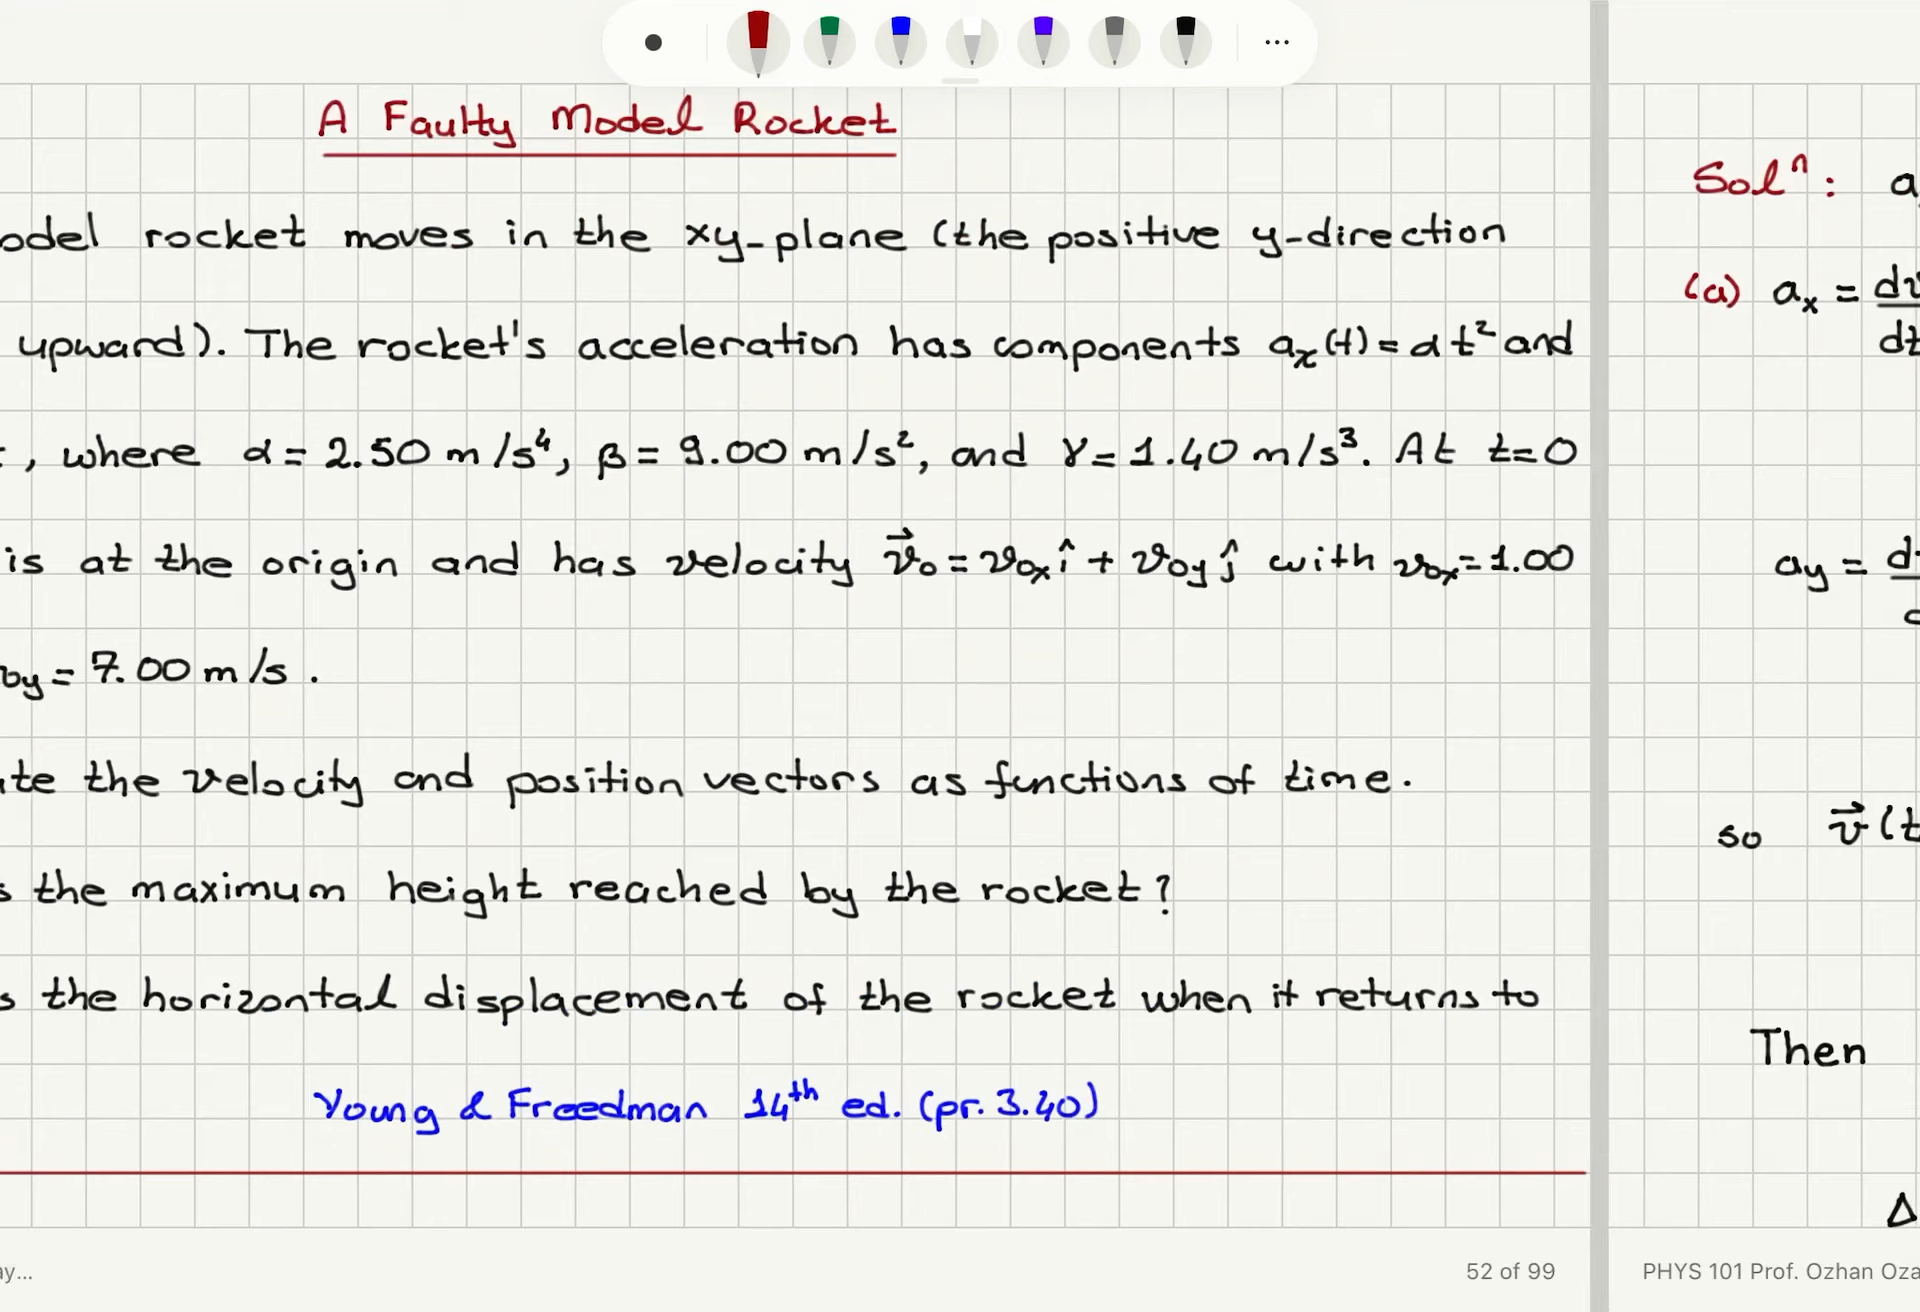 A Faulty Model Rocket
odel rocket moves in the xy-plane (the positive y-direction
upward). The rocket's acceleration has components aₓ(t) = αt² and
, where α = 2.50 m/s⁴, β = 9.00 m/s², and γ = 1.40 m/s³. At t=0
is at the origin and has velocity v⃗₀ = v₀ₓî + v₀yĵ with v₀ₓ = 1.00
0y = 7.00 m/s.
te the velocity and position vectors as functions of time.
s the maximum height reached by the rocket?
s the horizontal displacement of the rocket when it returns to
Young & Freedman 14th ed. (pr. 3.40)
ay...
52 of 99
Solⁿ: a
(a) aₓ = dv
dt
ay = d
so v⃗(t
Then
Δ
PHYS 101 Prof. Ozhan Oza